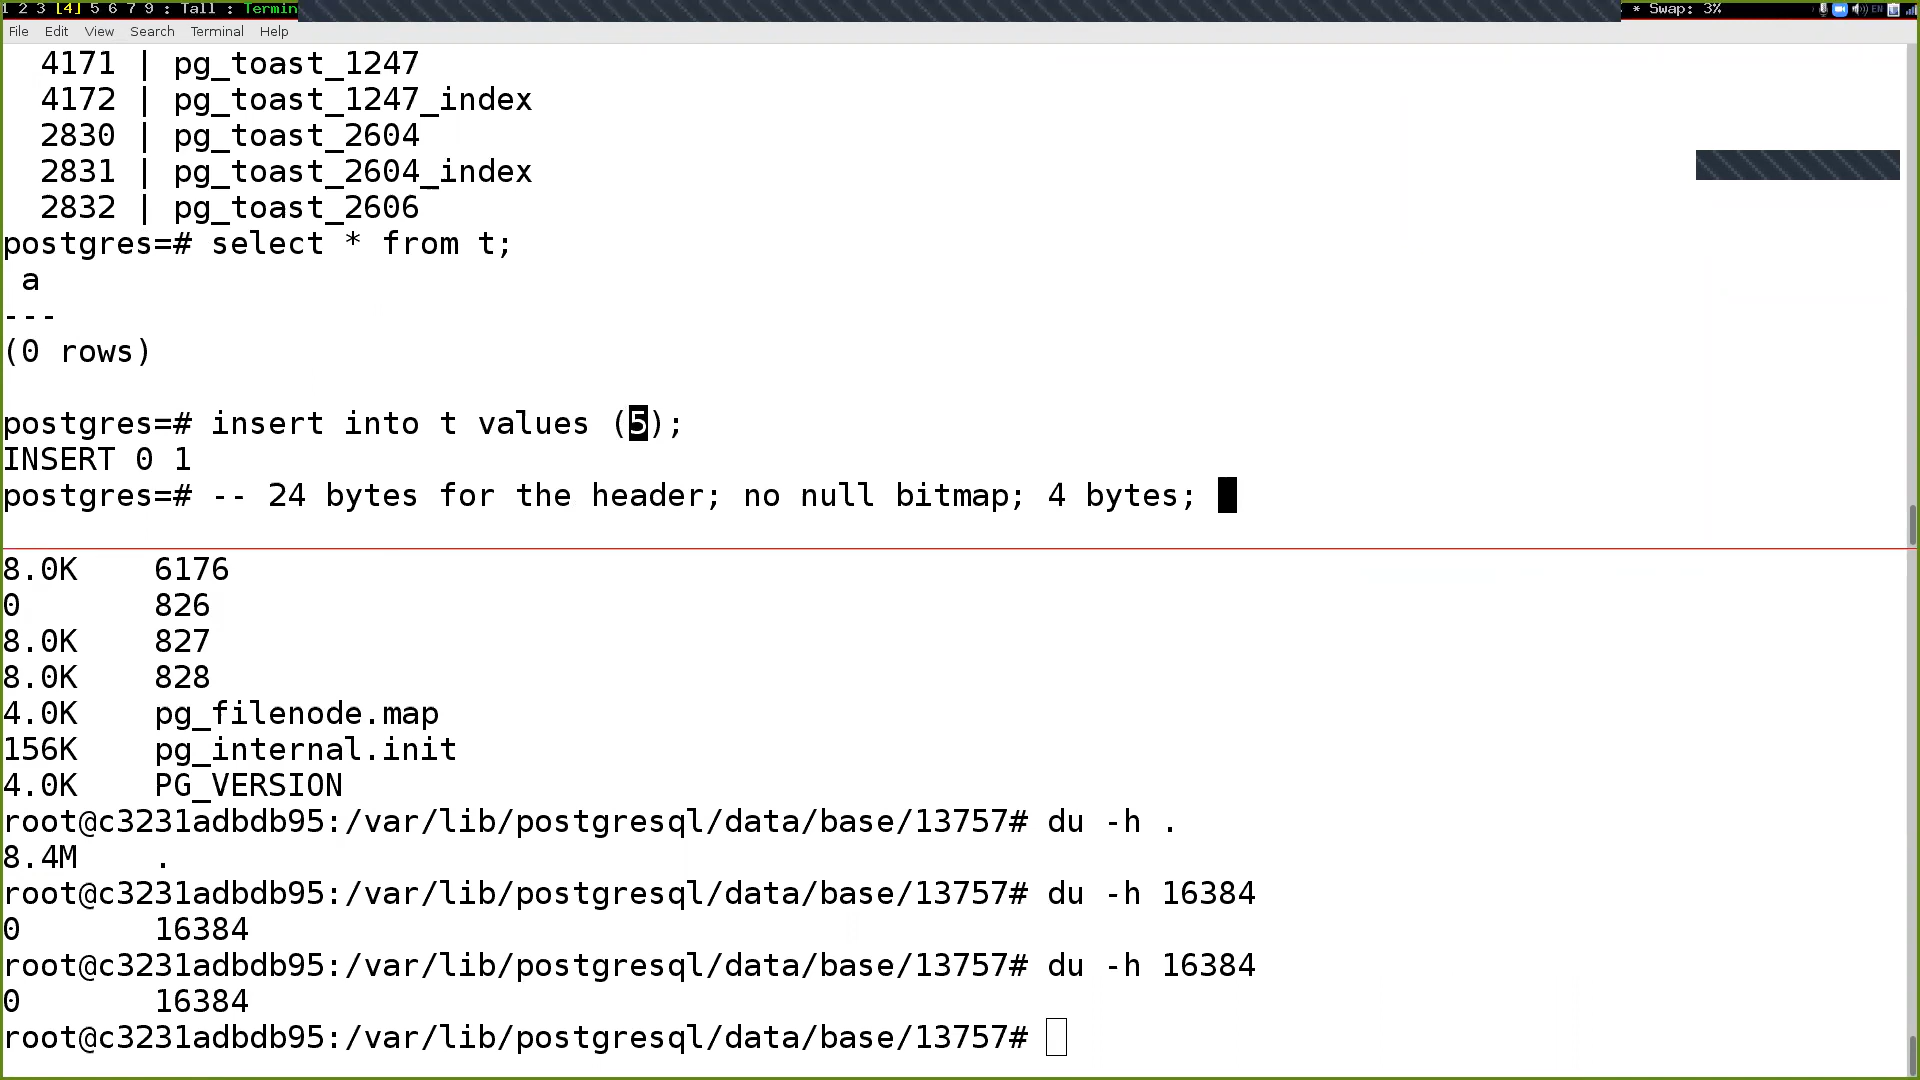 1 2 3 [4] 5 6 7 9 : Tall : Termin
* Swap: 3%
EN
File Edit View Search Terminal Help
4171 | pg_toast_1247
4172 | pg_toast_1247_index
2830 | pg_toast_2604
2831 | pg_toast_2604_index
2832 | pg_toast_2606
postgres=# select * from t;
a
---
(0 rows)
postgres=# insert into t values (5);
INSERT 0 1
postgres=# -- 24 bytes for the header; no null bitmap; 4 bytes;
8.0K 6176
0 826
8.0K 827
8.0K 828
4.0K pg_filenode.map
156K pg_internal.init
4.0K PG_VERSION
root@c3231adbdb95:/var/lib/postgresql/data/base/13757# du -h .
8.4M .
root@c3231adbdb95:/var/lib/postgresql/data/base/13757# du -h 16384
0 16384
root@c3231adbdb95:/var/lib/postgresql/data/base/13757# du -h 16384
0 16384
root@c3231adbdb95:/var/lib/postgresql/data/base/13757#